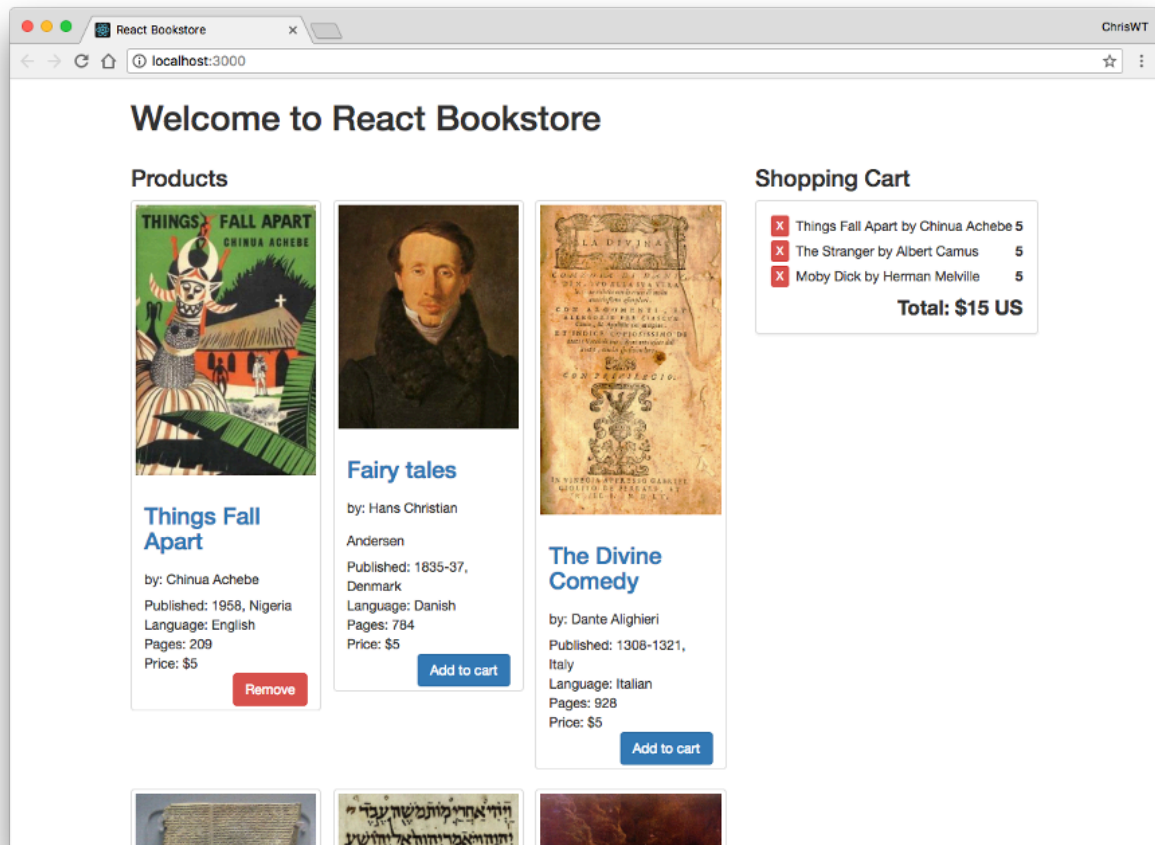 React Bookstore
ChrisWT
localhost:3000
Welcome to React Bookstore
Products
THINGS FALL APART
CHINUA ACHEBE
Things Fall
Apart
by: Chinua Achebe
Published: 1958, Nigeria
Language: English
Pages: 209
Price: $5
Remove
Fairy tales
by: Hans Christian
Andersen
Published: 1835-37,
Denmark
Language: Danish
Pages: 784
Price: $5
Add to cart
LA DIVINA
The Divine
Comedy
by: Dante Alighieri
Published: 1308-1321,
Italy
Language: Italian
Pages: 928
Price: $5
Add to cart
Shopping Cart
X Things Fall Apart by Chinua Achebe 5
X The Stranger by Albert Camus 5
X Moby Dick by Herman Melville 5
Total: $15 US